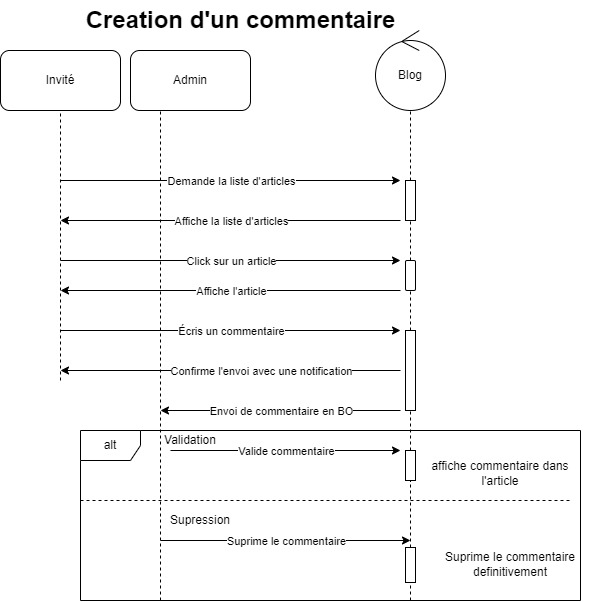 Creation d'un commentaire
Invité
Admin
Blog
Demande la liste d'articles
Affiche la liste d'articles
Click sur un article
Affiche l'article
Écris un commentaire
Confirme l'envoi avec une notification
Envoi de commentaire en BO
alt
Validation
Valide commentaire
affiche commentaire dans
l'article
Supression
Suprime le commentaire
Suprime le commentaire
definitivement